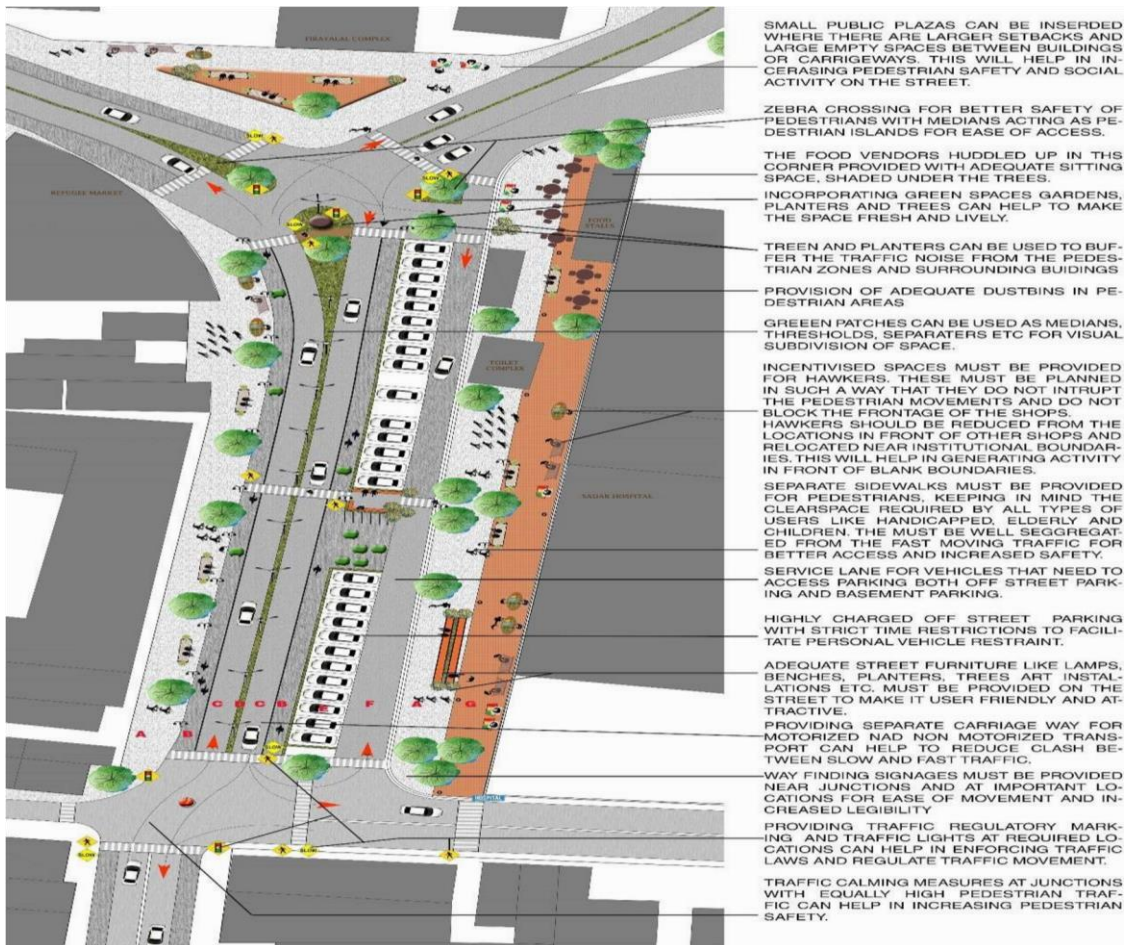 SMALL PUBLIC PLAZAS CAN BE INSERDED
WHERE THERE ARE LARGER SETBACKS AND
LARGE EMPTY SPACES BETWEEN BUILDINGS
OR CARRIGEWAYS. THIS WILL HELP IN IN-
CERASING PEDESTRIAN SAFETY AND SOCIAL
ACTIVITY ON THE STREET.
ZEBRA CROSSING FOR BETTER SAFETY OF
PEDESTRIANS WITH MEDIANS ACTING AS PE-
DESTRIAN ISLANDS FOR EASE OF ACCESS.
THE FOOD VENDORS HUDDLED UP IN THS
CORNER PROVIDED WITH ADEQUATE SITTING
SPACE, SHADED UNDER THE TREES.
INCORPORATING GREEN SPACES GARDENS,
PLANTERS AND TREES CAN HELP TO MAKE
THE SPACE FRESH AND LIVELY.
TREEN AND PLANTERS CAN BE USED TO BUF-
FER THE TRAFFIC NOISE FROM THE PEDES-
TRIAN ZONES AND SURROUNDING BUIDINGS
PROVISION OF ADEQUATE DUSTBINS IN PE-
DESTRIAN AREAS
GREEEN PATCHES CAN BE USED AS MEDIANS,
THRESHOLDS, SEPARATERS ETC FOR VISUAL
SUBDIVISION OF SPACE.
INCENTIVISED SPACES MUST BE PROVIDED
FOR HAWKERS. THESE MUST BE PLANNED
IN SUCH A WAY THAT THEY DO NOT INTRUPT
THE PEDESTRIAN MOVEMENTS AND DO NOT
BLOCK THE FRONTAGE OF THE SHOPS.
HAWKERS SHOULD BE REDUCED FROM THE
LOCATIONS IN FRONT OF OTHER SHOPS AND
RELOCATED NEAR INSTITUTIONAL BOUNDAR-
IES. THIS WILL HELP IN GENERATING ACTIVITY
IN FRONT OF BLANK BOUNDARIES.
SEPARATE SIDEWALKS MUST BE PROVIDED
FOR PEDESTRIANS, KEEPING IN MIND THE
CLEARSPACE REQUIRED BY ALL TYPES OF
USERS LIKE HANDICAPPED, ELDERLY AND
CHILDREN. THE MUST BE WELL SEGGREGAT-
ED FROM THE FAST MOVING TRAFFIC FOR
BETTER ACCESS AND INCREASED SAFETY.
SERVICE LANE FOR VEHICLES THAT NEED TO
ACCESS PARKING BOTH OFF STREET PARK-
ING AND BASEMENT PARKING.
HIGHLY CHARGED OFF STREET PARKING
WITH STRICT TIME RESTRICTIONS TO FACILI-
TATE PERSONAL VEHICLE RESTRAINT.
ADEQUATE STREET FURNITURE LIKE LAMPS,
BENCHES, PLANTERS, TREES ART INSTAL-
LATIONS ETC. MUST BE PROVIDED ON THE
STREET TO MAKE IT USER FRIENDLY AND AT-
TRACTIVE.
PROVIDING SEPARATE CARRIAGE WAY FOR
MOTORIZED NAD NON MOTORIZED TRANS-
PORT CAN HELP TO REDUCE CLASH BE-
TWEEN SLOW AND FAST TRAFFIC.
WAY FINDING SIGNAGES MUST BE PROVIDED
NEAR JUNCTIONS AND AT IMPORTANT LO-
CATIONS FOR EASE OF MOVEMENT AND IN-
CREASED LEGIBILITY
PROVIDING TRAFFIC REGULATORY MARK-
ING AND TRAFFIC LIGHTS AT REQUIRED LO-
CATIONS CAN HELP IN ENFORCING TRAFFIC
LAWS AND REGULATE TRAFFIC MOVEMENT.
TRAFFIC CALMING MEASURES AT JUNCTIONS
WITH EQUALLY HIGH PEDESTRIAN TRAF-
FIC CAN HELP IN INCREASING PEDESTRIAN
SAFETY.
FIRAYALAL COMPLEX
REFUGEE MARKET
FOOD
STALLS
TOILET
COMPLEX
SADAR HOSPITAL
SLOW
SLOW
SLOW
A B C D C B E F A G
SLOW
HOSPITAL
SLOW
SLOW